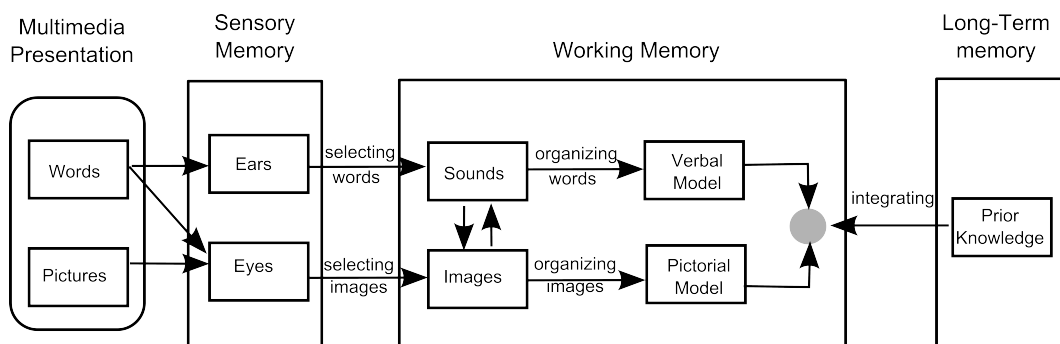 Multimedia
Presentation
Sensory
Memory
Working Memory
Long-Term
memory
Words
Pictures
Ears
Eyes
selecting
words
selecting
images
Sounds
Images
organizing
words
organizing
images
Verbal
Model
Pictorial
Model
integrating
Prior
Knowledge